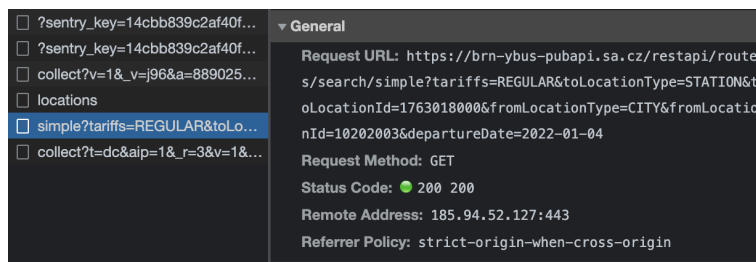 ?sentry_key=14cbb839c2af40f...
?sentry_key=14cbb839c2af40f...
collect?v=1&_v=j96&a=889025...
locations
simple?tariffs=REGULAR&toLo...
collect?t=dc&aip=1&_r=3&v=1&...
General
Request URL: https://brn-ybus-pubapi.sa.cz/restapi/route
s/search/simple?tariffs=REGULAR&toLocationType=STATION&t
oLocationId=1763018000&fromLocationType=CITY&fromLocatio
nId=10202003&departureDate=2022-01-04
Request Method: GET
Status Code: 200 200
Remote Address: 185.94.52.127:443
Referrer Policy: strict-origin-when-cross-origin